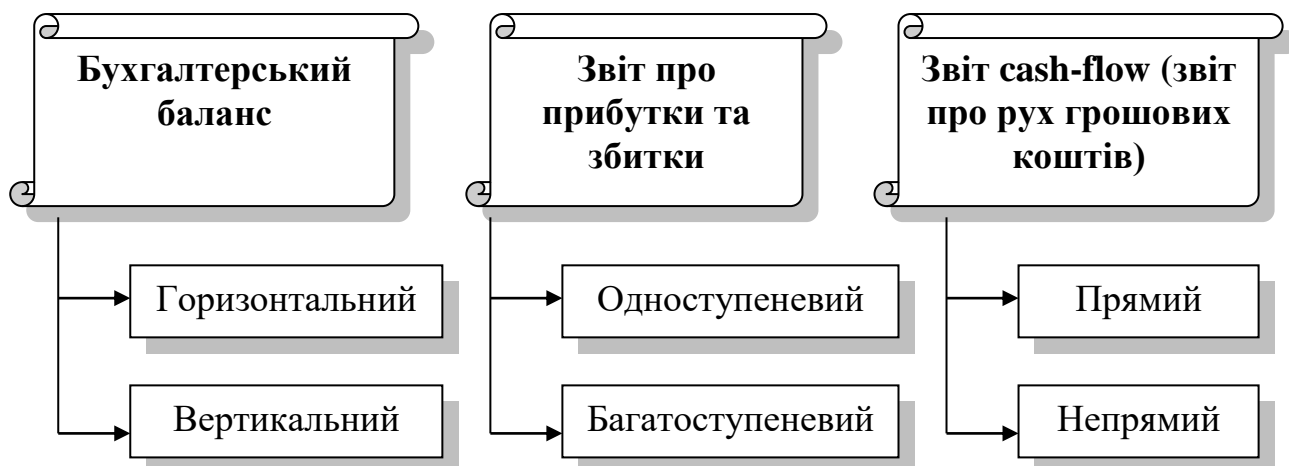 Бухгалтерський
баланс
Горизонтальний
Вертикальний
Звіт про
прибутки та
збитки
Одноступеневий
Багатоступеневий
Звіт cash-flow (звіт
про рух грошових
коштів)
Прямий
Непрямий